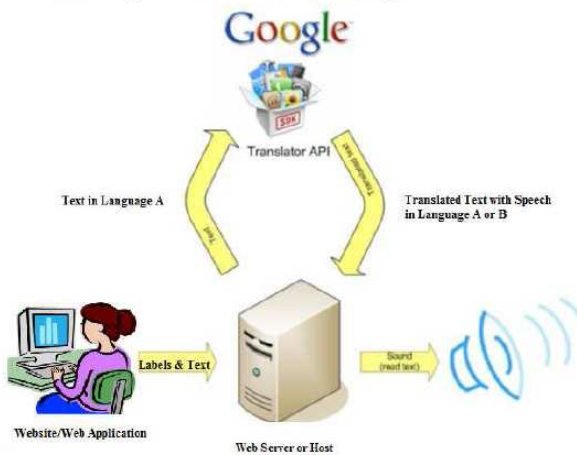 Google
SDK
Translator API
Text in Language A
Text
Translated text
Translated Text with Speech
in Language A or B
Labels & Text
Sound
(read text)
Website/Web Application
Web Server or Host